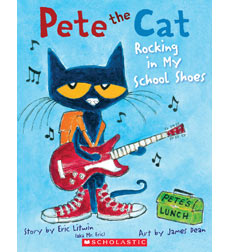 Pete the Cat
Rocking in My School Shoes
PETE'S
LUNCH
Story by Eric Litwin
(aka Mr. Eric)
Art by James Dean
SCHOLASTIC